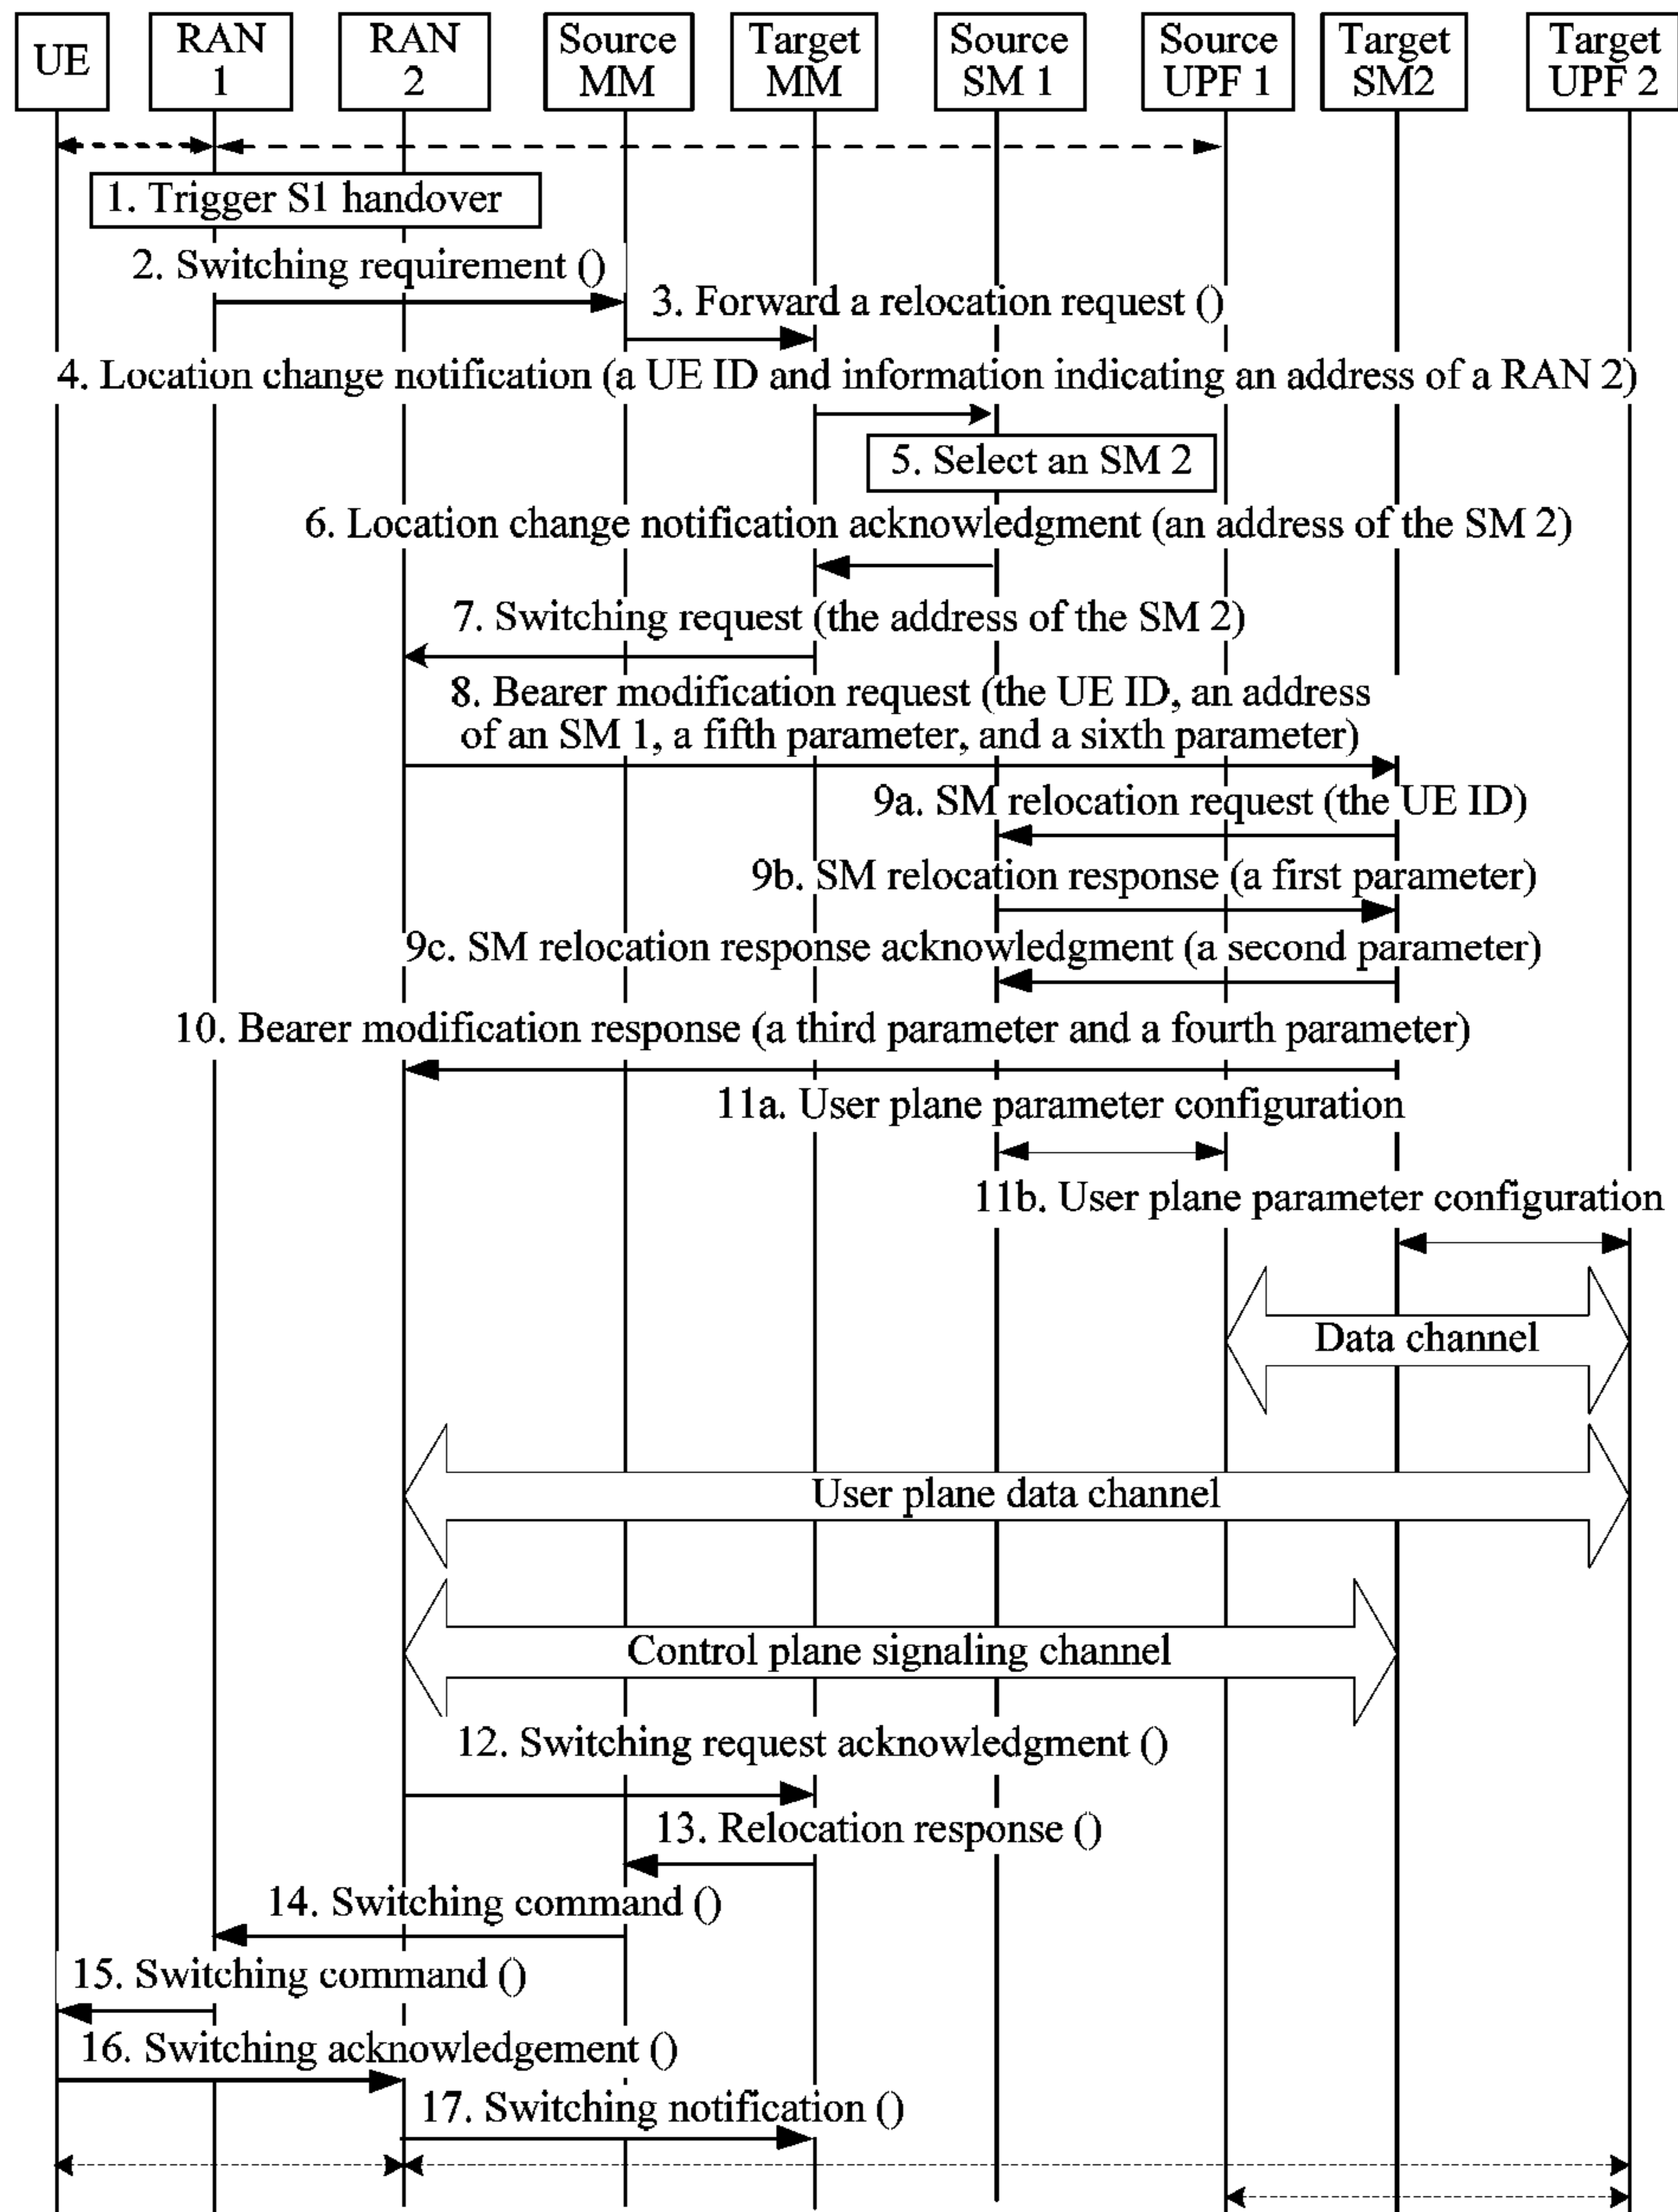 UE
RAN
1
RAN
2
Source
MM
Target
MM
Source
SM 1
Source
UPF 1
Target
SM2
Target
UPF 2
1. Trigger S1 handover
2. Switching requirement ()
3. Forward a relocation request ()
4. Location change notification (a UE ID and information indicating an address of a RAN 2)
5. Select an SM 2
6. Location change notification acknowledgment (an address of the SM 2)
7. Switching request (the address of the SM 2)
8. Bearer modification request (the UE ID, an address
of an SM 1, a fifth parameter, and a sixth parameter)
9a. SM relocation request (the UE ID)
9b. SM relocation response (a first parameter)
9c. SM relocation response acknowledgment (a second parameter)
10. Bearer modification response (a third parameter and a fourth parameter)
11a. User plane parameter configuration
11b. User plane parameter configuration
Data channel
User plane data channel
Control plane signaling channel
12. Switching request acknowledgment ()
13. Relocation response ()
14. Switching command ()
15. Switching command ()
16. Switching acknowledgement ()
17. Switching notification ()